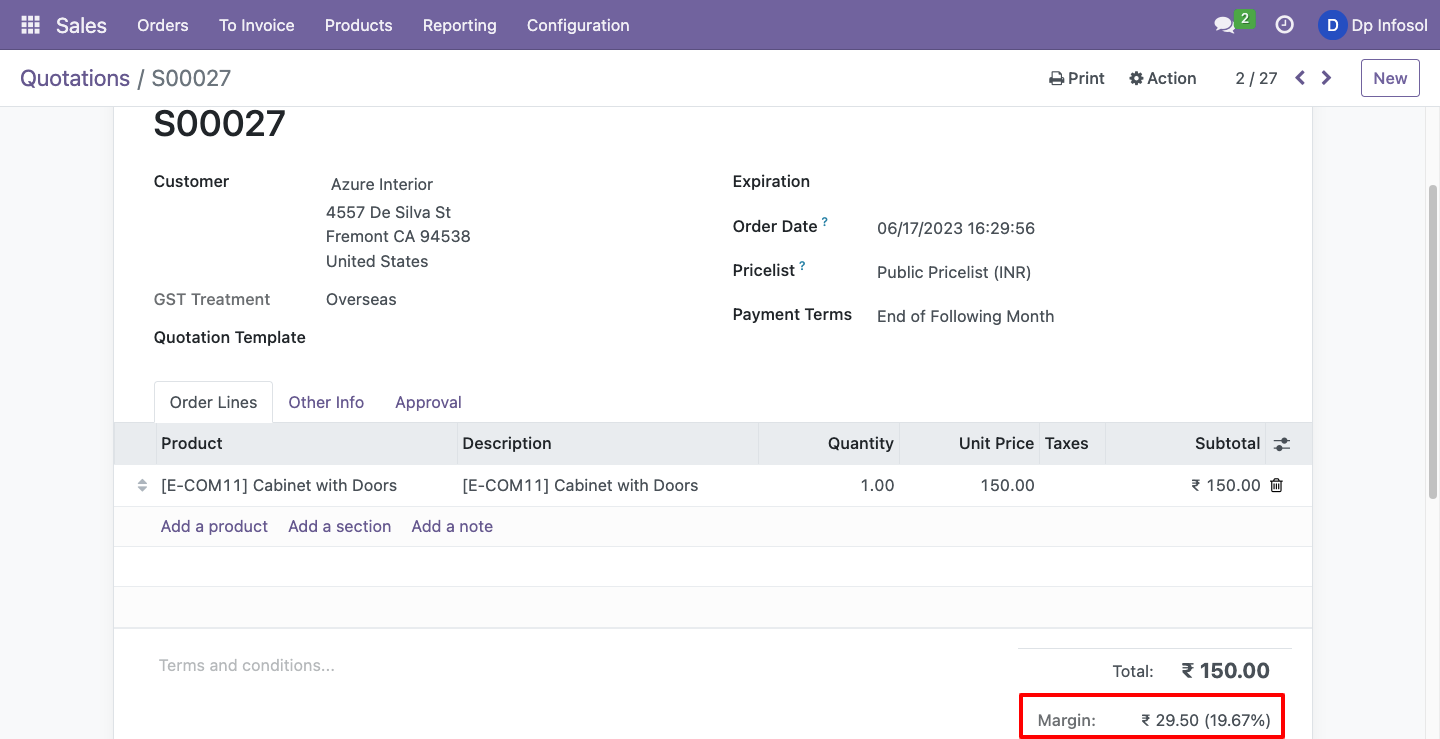 Sales Orders To Invoice Products Reporting Configuration 2 D Dp Infosol
Quotations / S00027 Print Action 2 / 27 New
S00027
Customer Azure Interior
4557 De Silva St
Fremont CA 94538
United States
GST Treatment Overseas
Quotation Template
Expiration
Order Date ? 06/17/2023 16:29:56
Pricelist ? Public Pricelist (INR)
Payment Terms End of Following Month
Order Lines Other Info Approval
Product Description Quantity Unit Price Taxes Subtotal
[E-COM11] Cabinet with Doors [E-COM11] Cabinet with Doors 1.00 150.00 ₹ 150.00
Add a product Add a section Add a note
Terms and conditions...
Total: ₹ 150.00
Margin: ₹ 29.50 (19.67%)